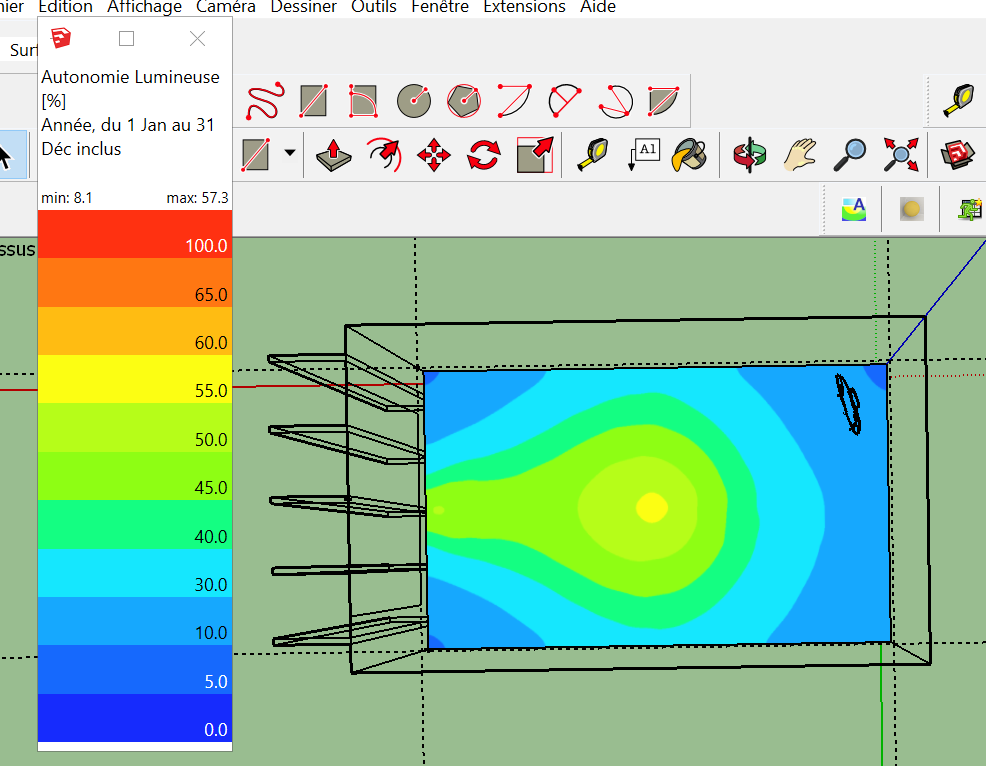 nier Edition Affichage Caméra Dessiner Outils Fenêtre Extensions Aide
Surf
Autonomie Lumineuse
[%]
Année, du 1 Jan au 31
Déc inclus
A1
A
min: 8.1 max: 57.3
ssus
100.0
65.0
60.0
55.0
50.0
45.0
40.0
30.0
10.0
5.0
0.0